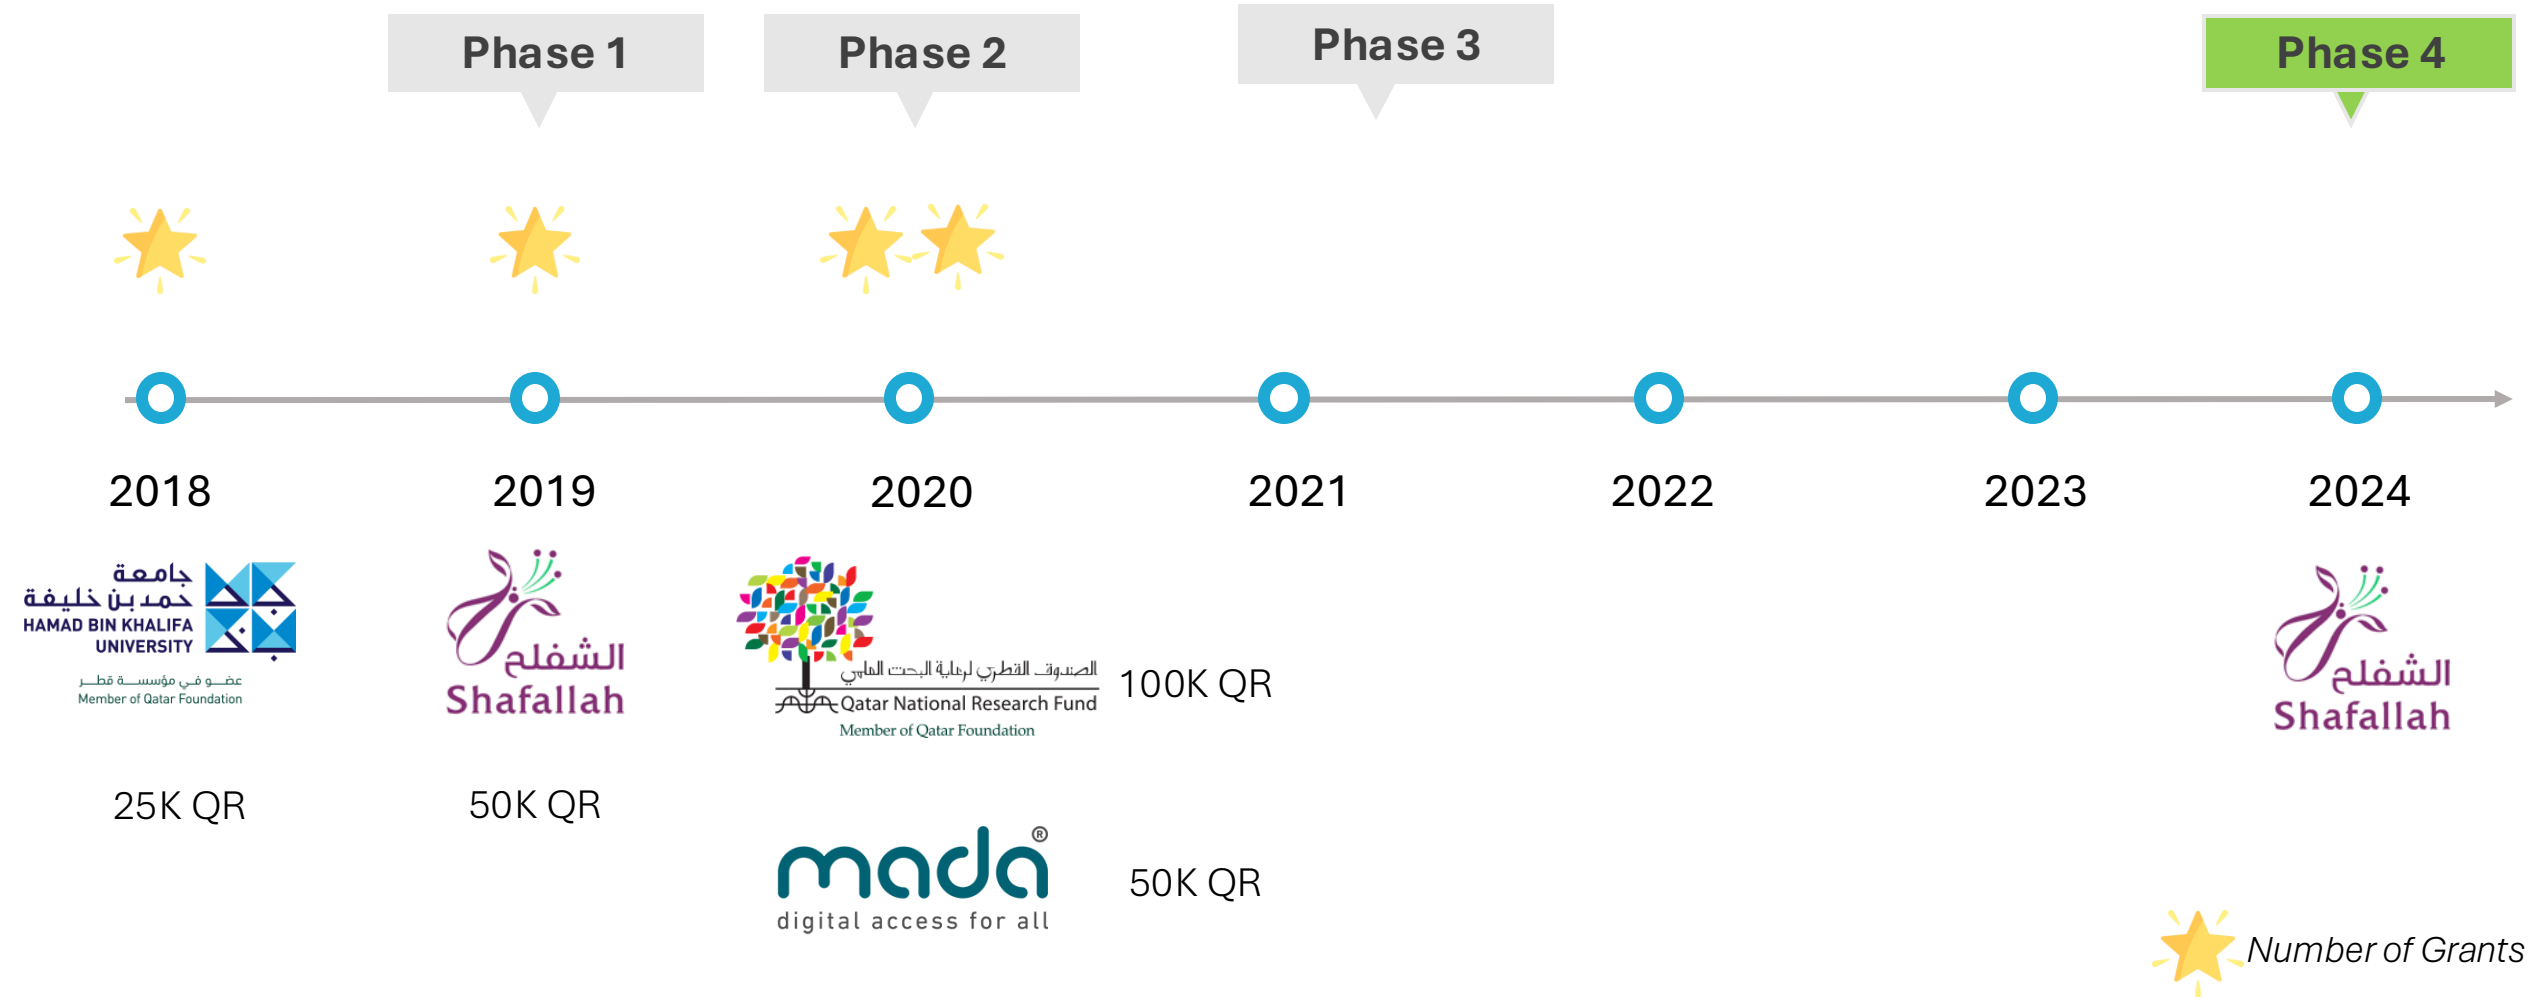 Phase 1
Phase 2
Phase 3
Phase 4
2018
2019
2020
2021
2022
2023
2024
جامعة
حمد بن خليفة
HAMAD BIN KHALIFA
UNIVERSITY
عضو في مؤسسة قطر
Member of Qatar Foundation
25K QR
الشفلح
Shafallah
50K QR
الصندوق القطري لرعاية البحث العلمي
Qatar National Research Fund
Member of Qatar Foundation
100K QR
mada®
digital access for all
50K QR
الشفلح
Shafallah
Number of Grants